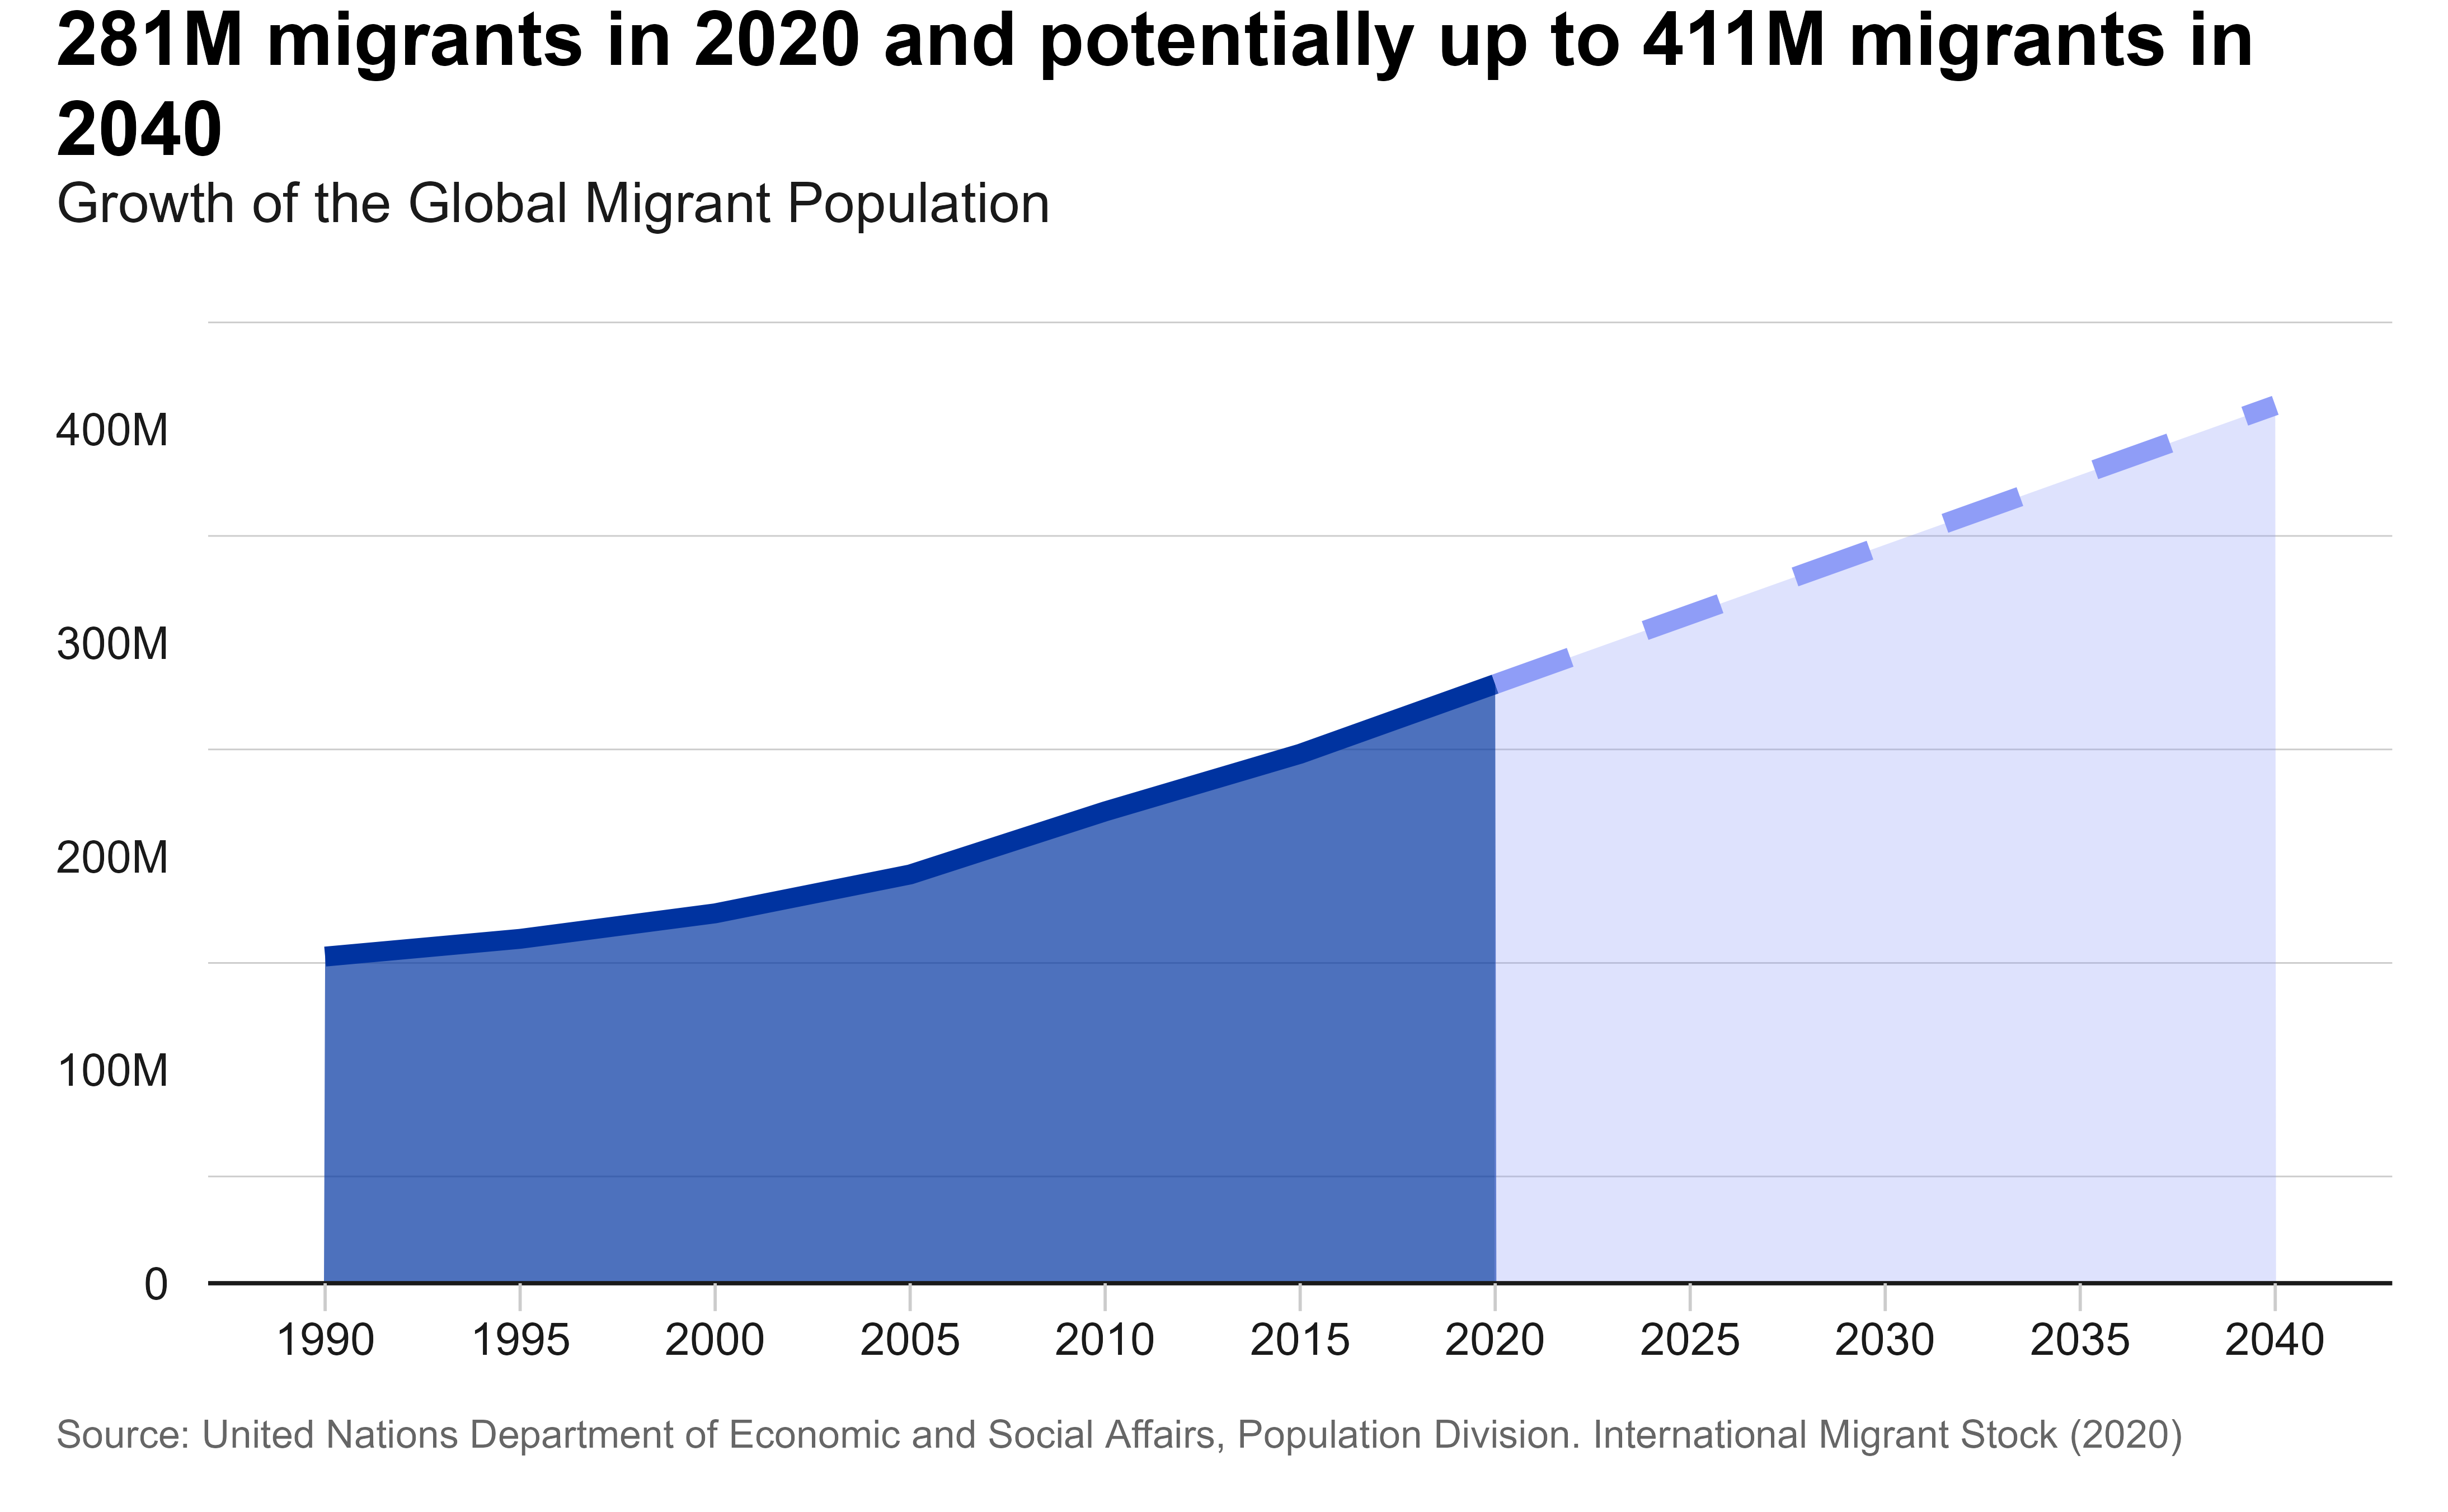 281M migrants in 2020 and potentially up to 411M migrants in
2040
Growth of the Global Migrant Population
400M
300M
200M
100M
0
1990 1995 2000 2005 2010 2015 2020 2025 2030 2035 2040
Source: United Nations Department of Economic and Social Affairs, Population Division. International Migrant Stock (2020)